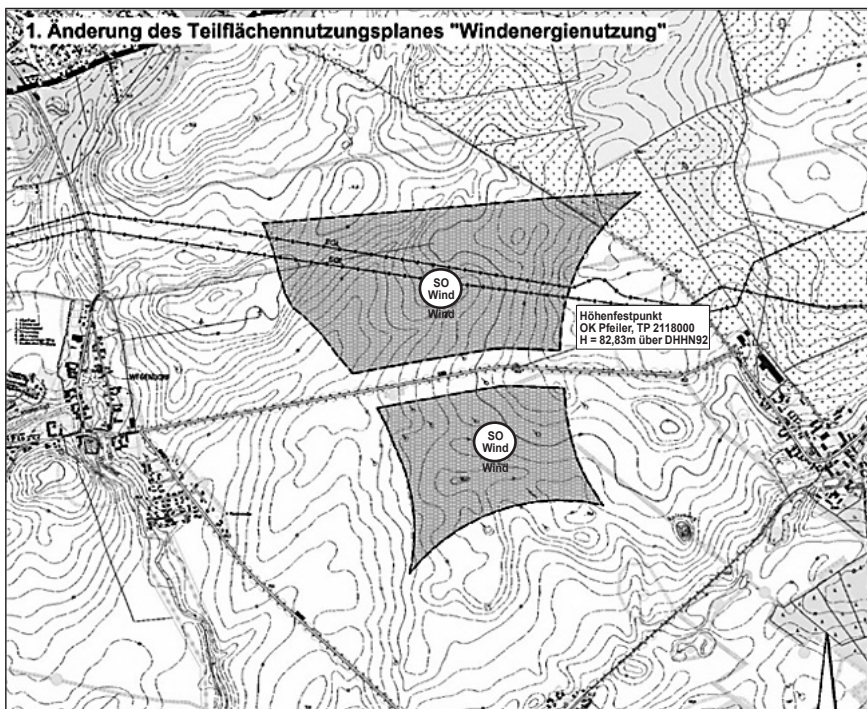 1. Änderung des Teilflächennutzungsplanes "Windenergienutzung"
SO
Wind
Wind
Höhenfestpunkt
OK Pfeiler, TP 2118000
H = 82,83m über DHHN92
WEGENDORF
SO
Wind
Wind